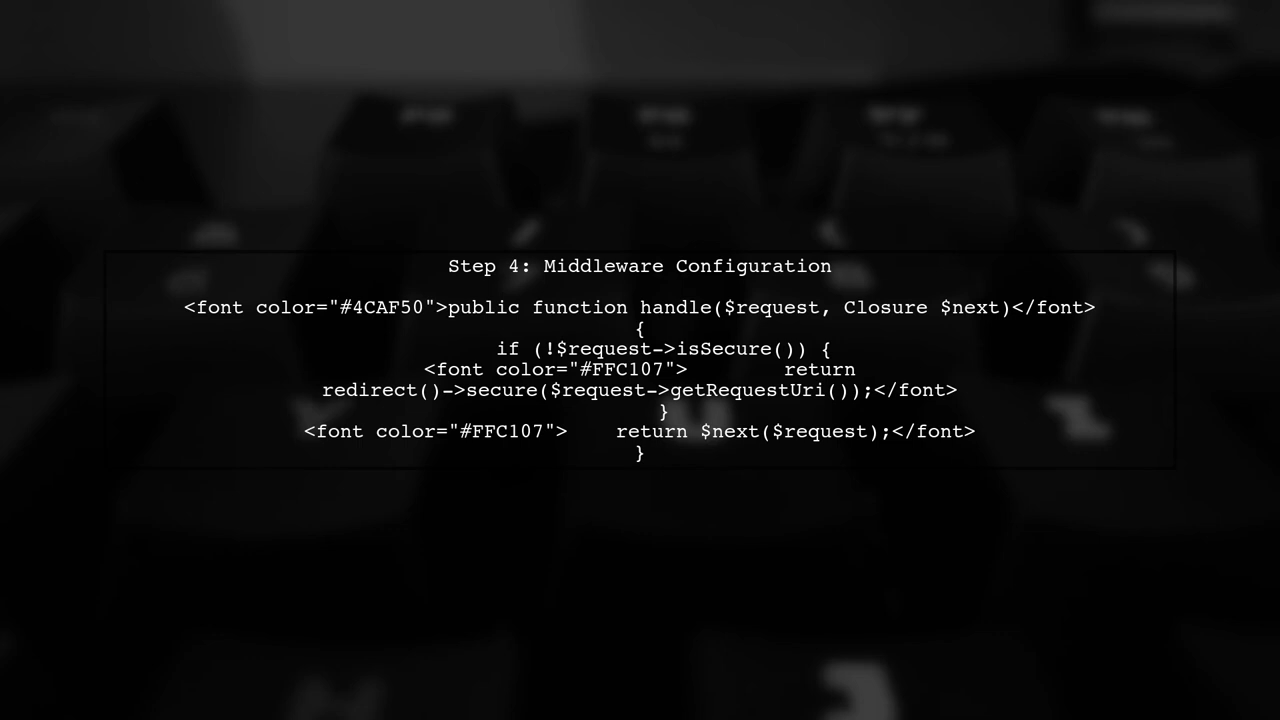 Step 4: Middleware Configuration
<font color="#4CAF50">public function handle($request, Closure $next)</font>
{
if (!$request->isSecure()) {
<font color="#FFC107">        return
redirect()->secure($request->getRequestUri());</font>
}
<font color="#FFC107">    return $next($request);</font>
}